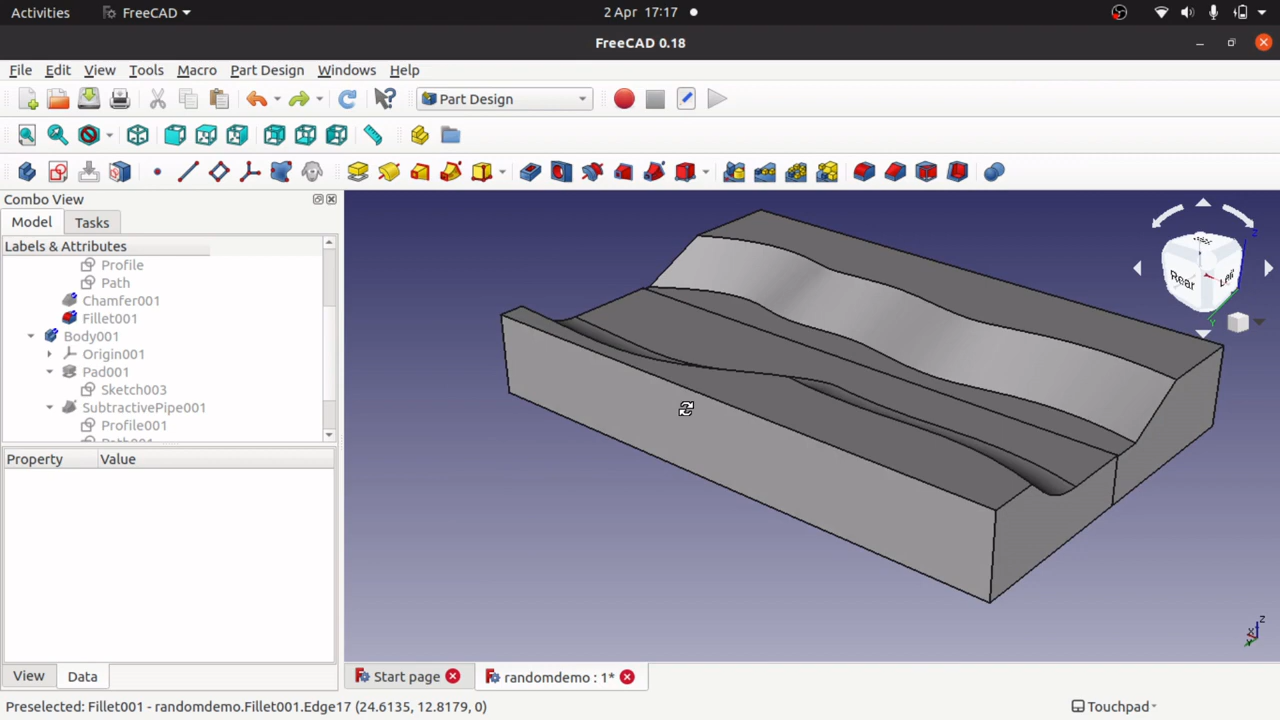 Activities FreeCAD 2 Apr 17:17
FreeCAD 0.18
File Edit View Tools Macro Part Design Windows Help
Part Design
Combo View
Model Tasks
Labels & Attributes
Profile
Path
Chamfer001
Fillet001
Body001
Origin001
Pad001
Sketch003
SubtractivePipe001
Profile001
Path001
Property Value
View Data
Rear Left
Z
Y
Z
X
Start page randomdemo : 1*
Preselected: Fillet001 - randomdemo.Fillet001.Edge17 (24.6135, 12.8179, 0) Touchpad